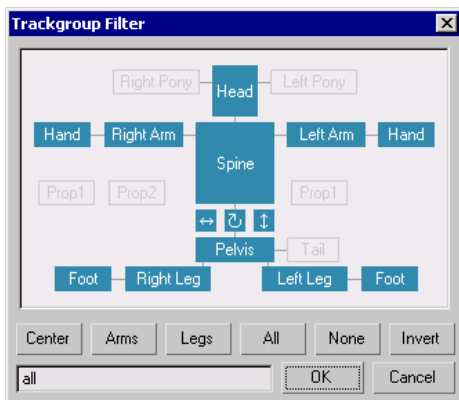 Trackgroup Filter
Right Pony
Head
Left Pony
Hand
Right Arm
Left Arm
Hand
Spine
Prop1
Prop2
Prop1
Pelvis
Tail
Foot
Right Leg
Left Leg
Foot
Center
Arms
Legs
All
None
Invert
all
OK
Cancel